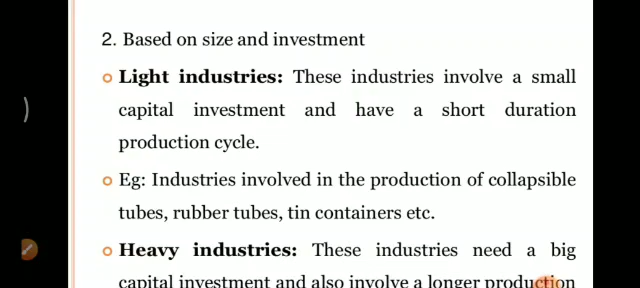 2. Based on size and investment
Light industries: These industries involve a small
capital investment and have a short duration
production cycle.
Eg: Industries involved in the production of collapsible
tubes, rubber tubes, tin containers etc.
Heavy industries: These industries need a big
capital investment and also involve a longer production